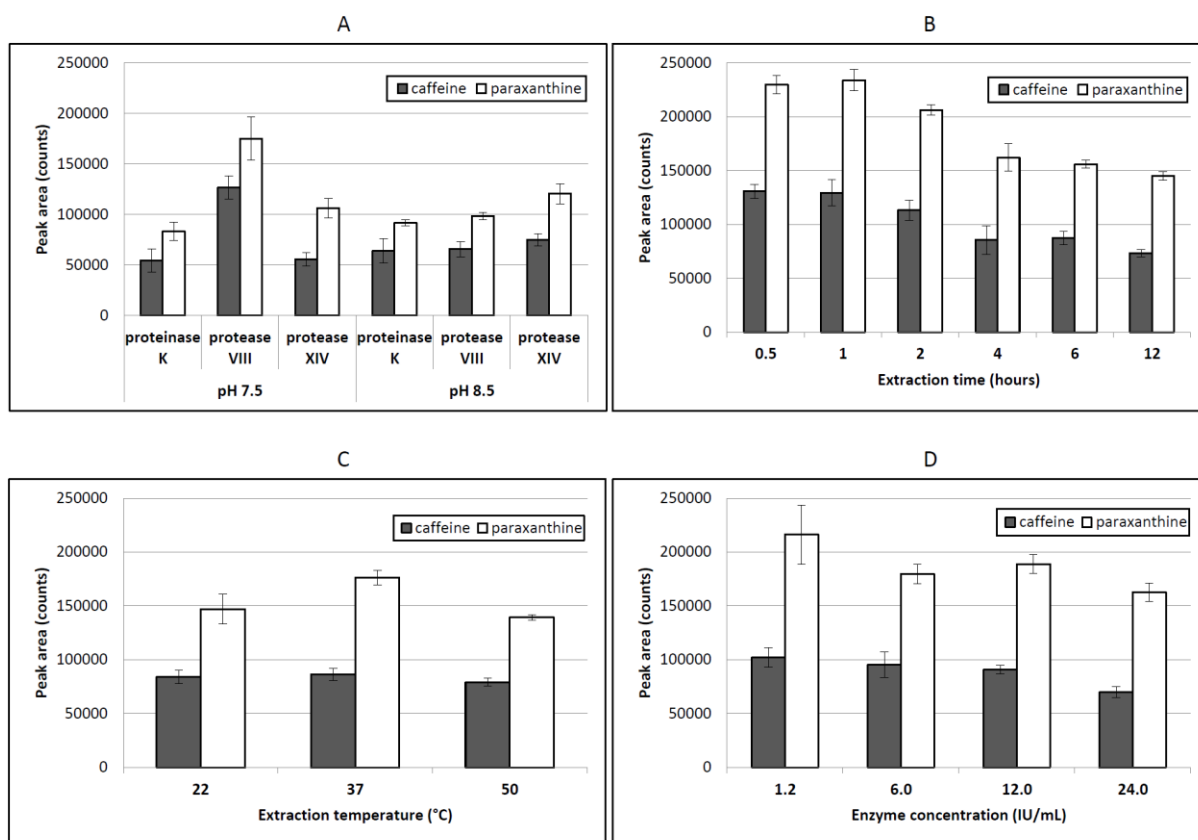 A
250000
200000
150000
100000
50000
0
Peak area (counts)
caffeine paraxanthine
proteinase protease protease proteinase protease protease
K VIII XIV K VIII XIV
pH 7.5 pH 8.5
B
250000
200000
150000
100000
50000
0
Peak area (counts)
caffeine paraxanthine
0.5 1 2 4 6 12
Extraction time (hours)
C
250000
200000
150000
100000
50000
0
Peak area (counts)
caffeine paraxanthine
22 37 50
Extraction temperature (°C)
D
250000
200000
150000
100000
50000
0
Peak area (counts)
caffeine paraxanthine
1.2 6.0 12.0 24.0
Enzyme concentration (IU/mL)